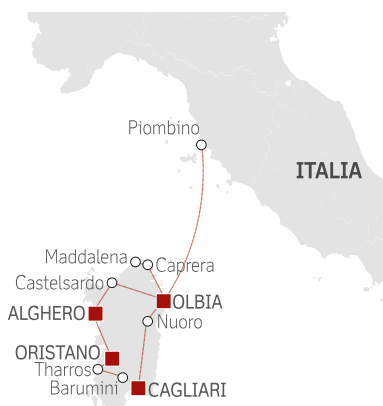 Piombino
ITALIA
Maddalena
Caprera
Castelsardo
OLBIA
ALGHERO
Nuoro
ORISTANO
Tharros
Barumini
CAGLIARI